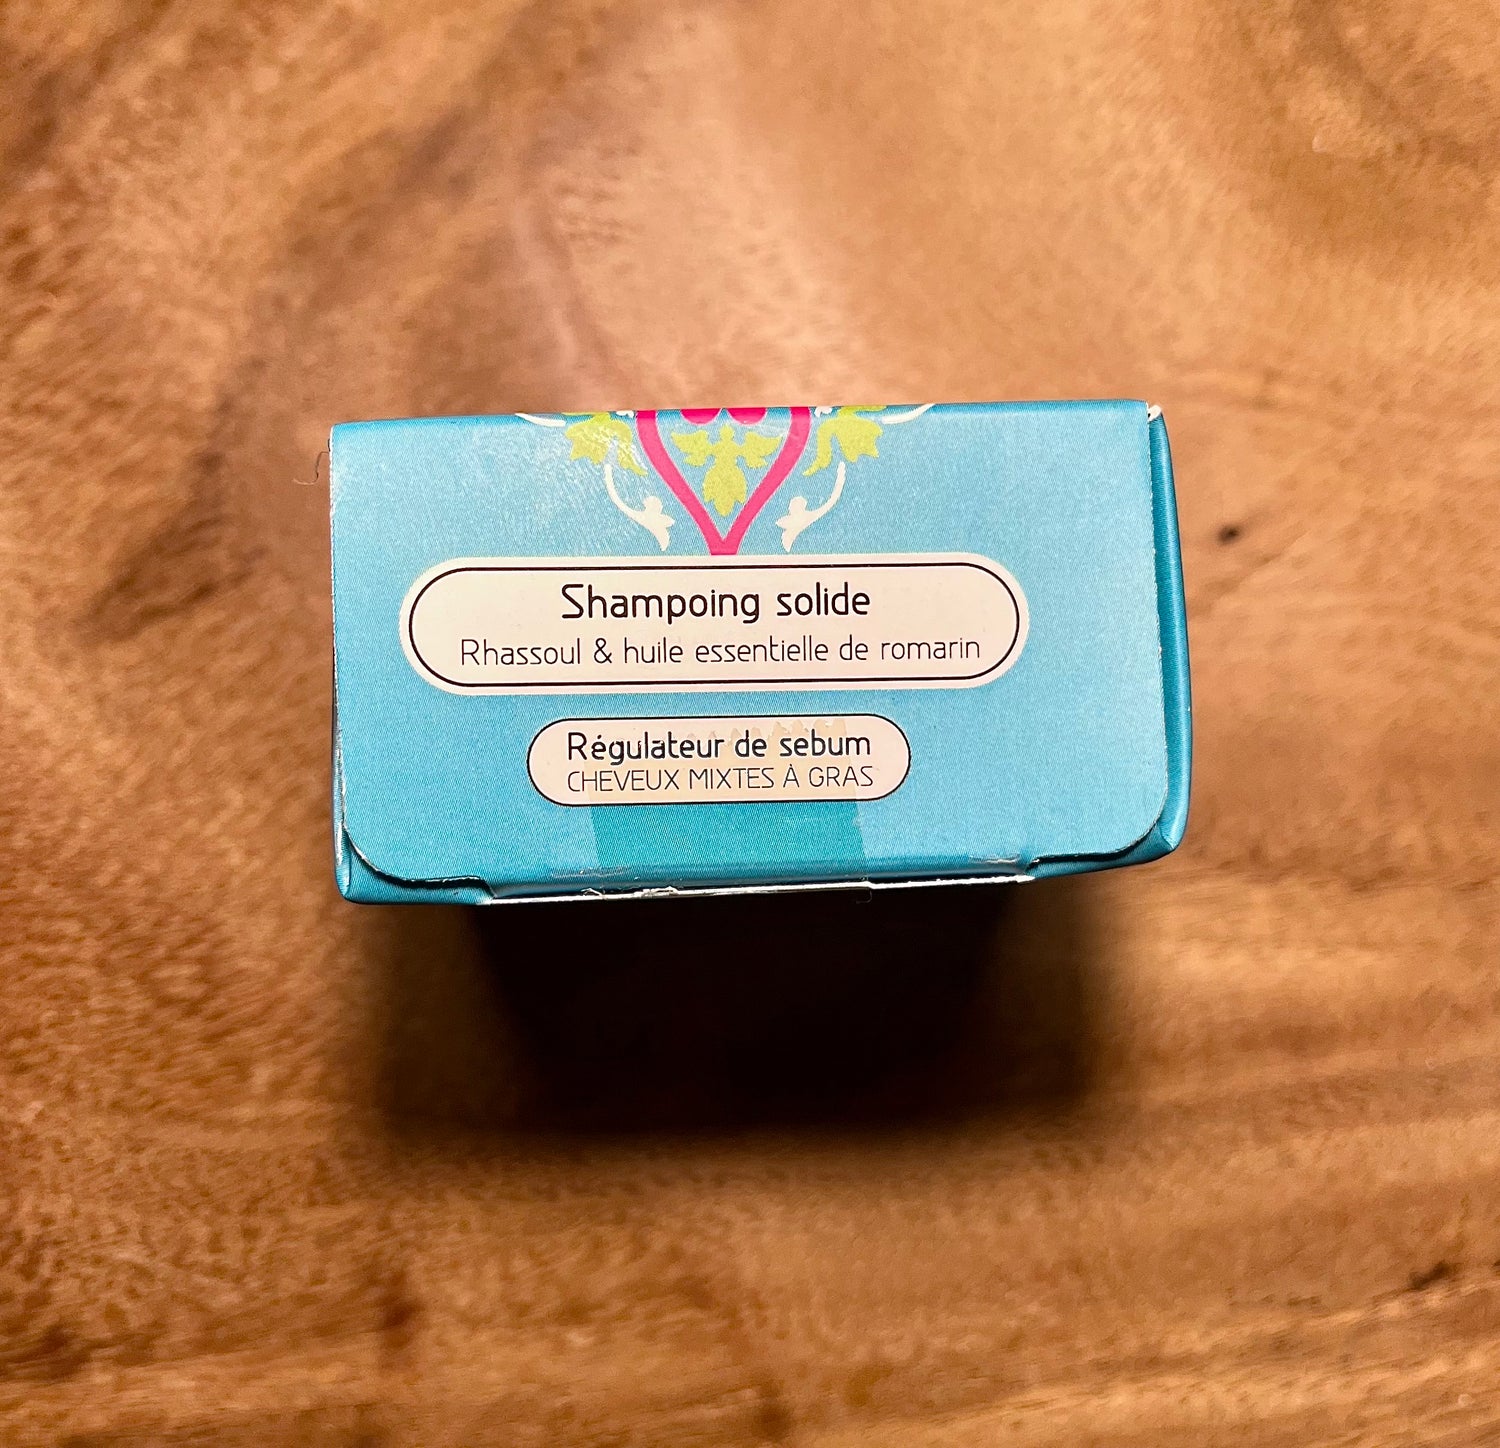 Shampoing solide
Rhassoul & huile essentielle de romarin
Régulateur de sebum
CHEVEUX MIXTES À GRAS